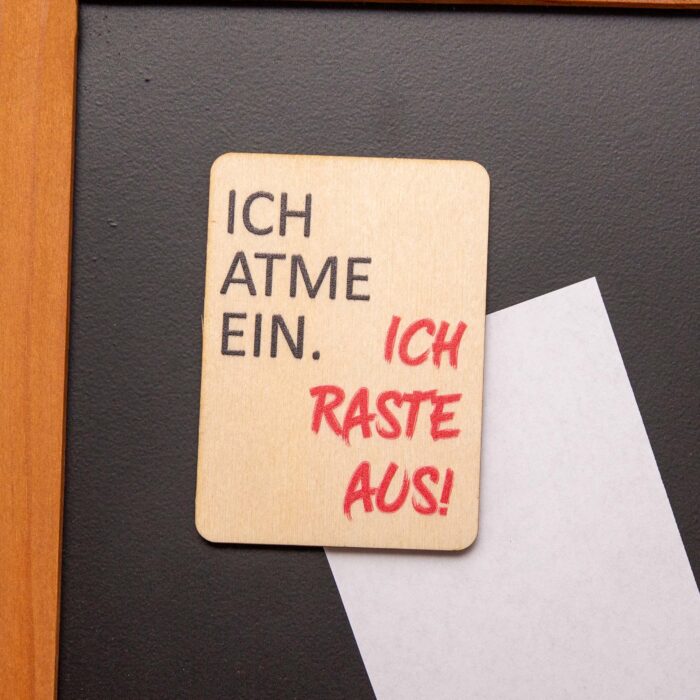 ICH
ATME
EIN.
ICH
RASTE
AUS!